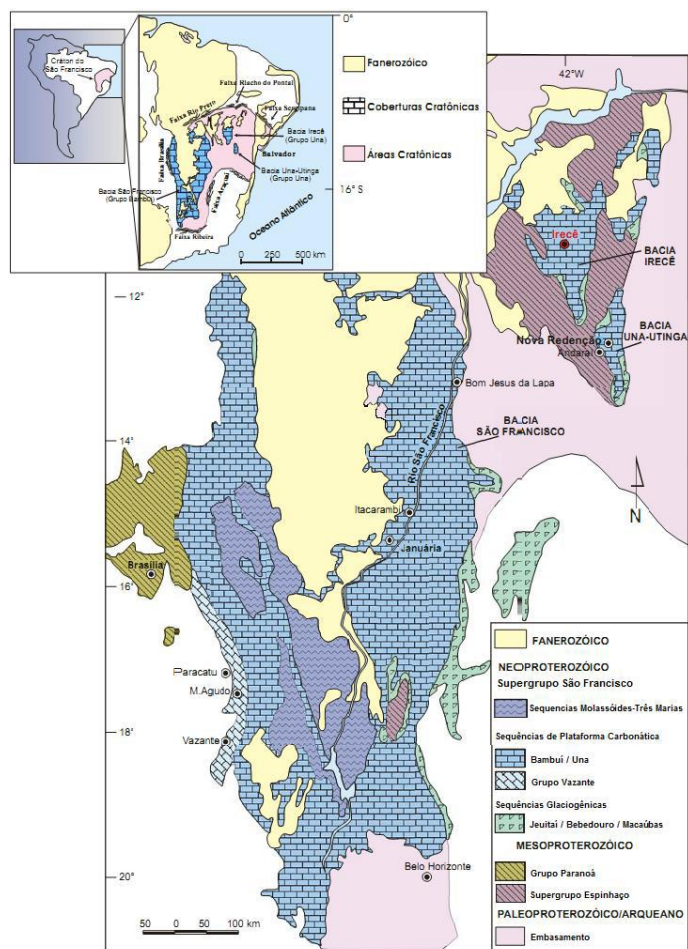 0°
Cráton do
São Francisco
Faixa Riacho do Pontal
Faixa Rio Preto
Faixa Sergipana
Bacia Irecê
(Grupo Una)
Salvador
Faixa Brasília
Bacia Una-Utinga
(Grupo Una)
Bacia São Francisco
(Grupo Bambuí)
16° S
Faixa Araçuaí
Oceano Atlântico
Faixa Ribeira
0 250 500 km
Fanerozóico
Coberturas Cratônicas
Áreas Cratônicas
42°W
Irecê
BACIA
IRECÊ
12°
BACIA
UNA-UTINGA
Nova Redenção
Andaraí
Bom Jesus da Lapa
BACIA
SÃO FRANCISCO
14°
Rio São Francisco
N
Itacarambi
Januária
Brasília
16°
Paracatu
M.Agudo
18°
Vazante
Belo Horizonte
20°
50 0 50 100 km
FANEROZÓICO
NEOPROTEROZÓICO
Supergrupo São Francisco
Sequencias Molassóides-Três Marias
Sequências de Plataforma Carbonática
Bambuí / Una
Grupo Vazante
Sequências Glaciogênicas
Jeuitaí / Bebedouro / Macaúbas
MESOPROTEROZÓICO
Grupo Paranoá
Supergrupo Espinhaço
PALEOPROTEROZÓICO/ARQUEANO
Embasamento